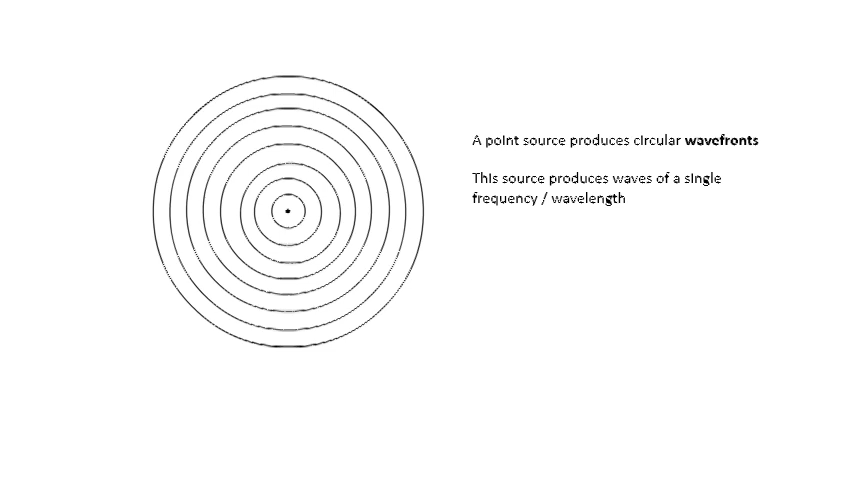 A point source produces circular wavefronts
This source produces waves of a single
frequency / wavelength